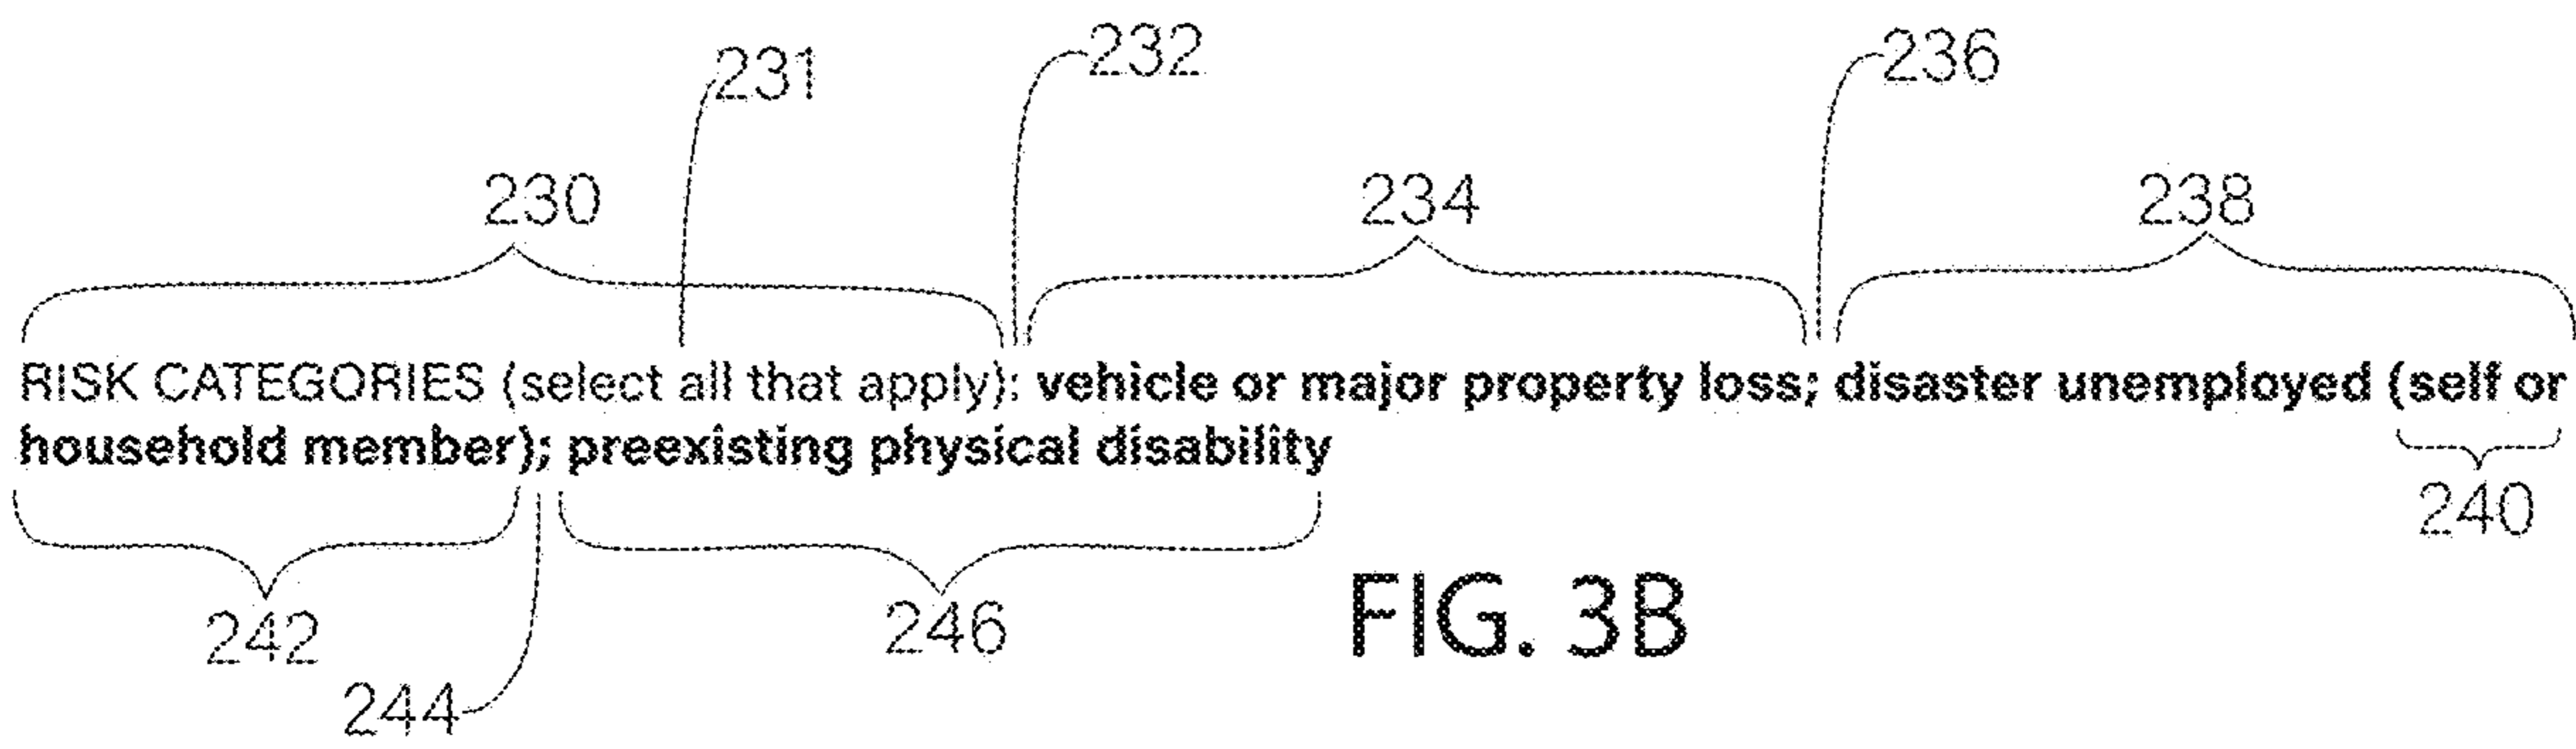 231 232 236
230 234 238
RISK CATEGORIES (select all that apply): vehicle or major property loss; disaster unemployed (self or
household member); preexisting physical disability
240
242 246 FIG. 3B
244